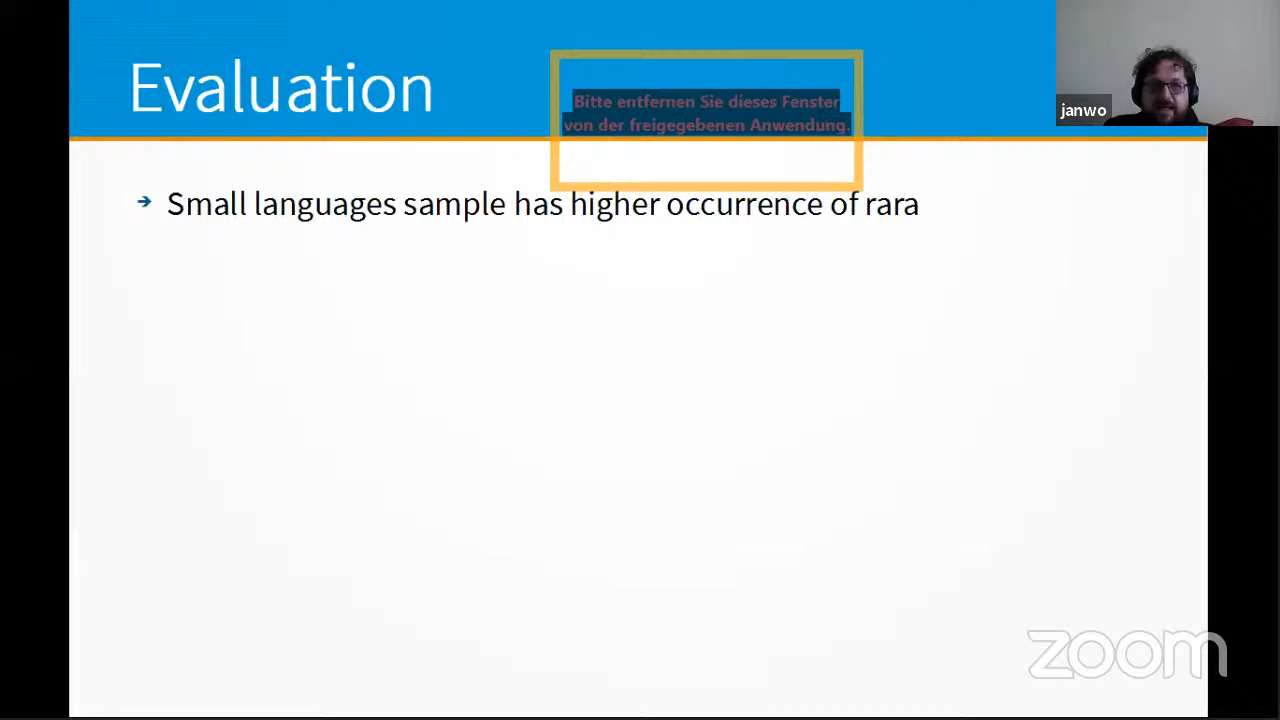 Evaluation
Bitte entfernen Sie dieses Fenster
von der freigegebenen Anwendung.
janwo
→ Small languages sample has higher occurrence of rara
zoom